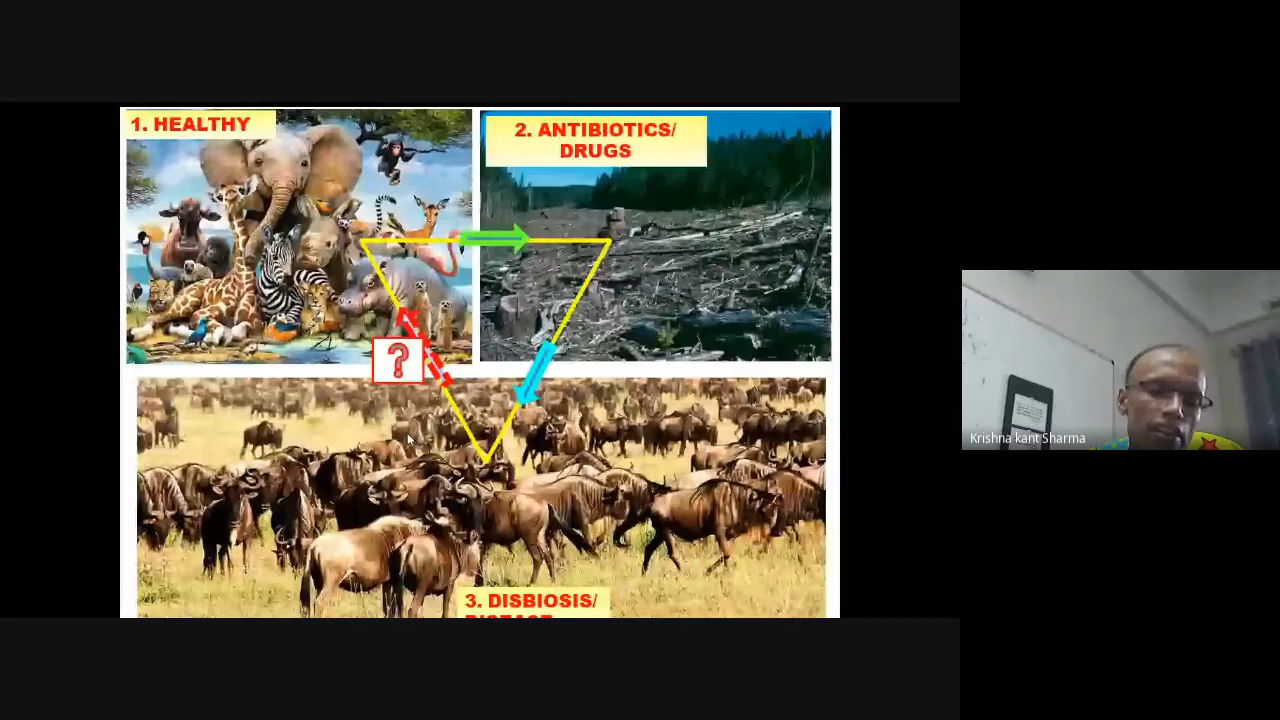 1. HEALTHY
2. ANTIBIOTICS/
DRUGS
?
3. DISBIOSIS/
Krishna kant Sharma